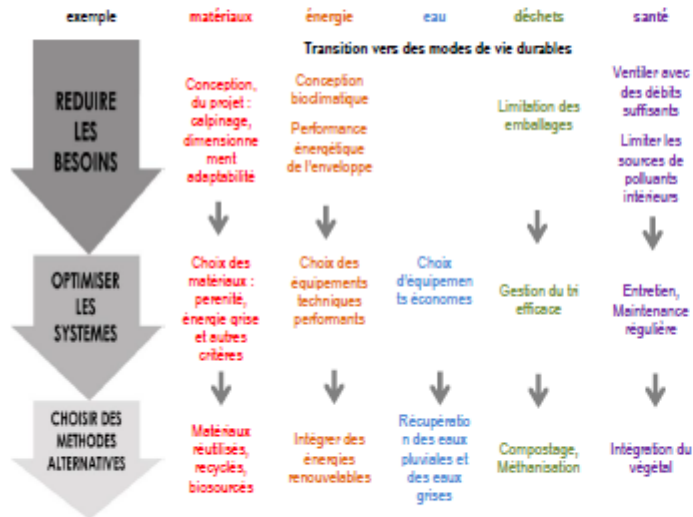 exemple
matériaux
énergie
eau
déchets
santé
Transition vers des modes de vie durables
REDUIRE
LES
BESOINS
Conception,
du projet :
calpinage,
dimensionne
ment
adaptabilité
Conception
bioclimatique
Performance
énergétique
de l'enveloppe
Limitation des
emballages
Ventiler avec
des débits
suffisants
Limiter les
sources de
polluants
intérieurs
OPTIMISER
LES
SYSTEMES
Choix des
matériaux :
perenité,
énergie grise
et autres
critères
Choix des
équipements
techniques
performants
Choix
d'équipemen
ts économes
Gestion du tri
efficace
Entretien,
Maintenance
régulière
CHOISIR DES
METHODES
ALTERNATIVES
Matériaux
réutilisés,
recyclés,
biosourcés
Intégrer des
énergies
renouvelables
Récupératio
n des eaux
pluviales et
des eaux
grises
Compostage,
Méthanisation
Intégration du
végétal